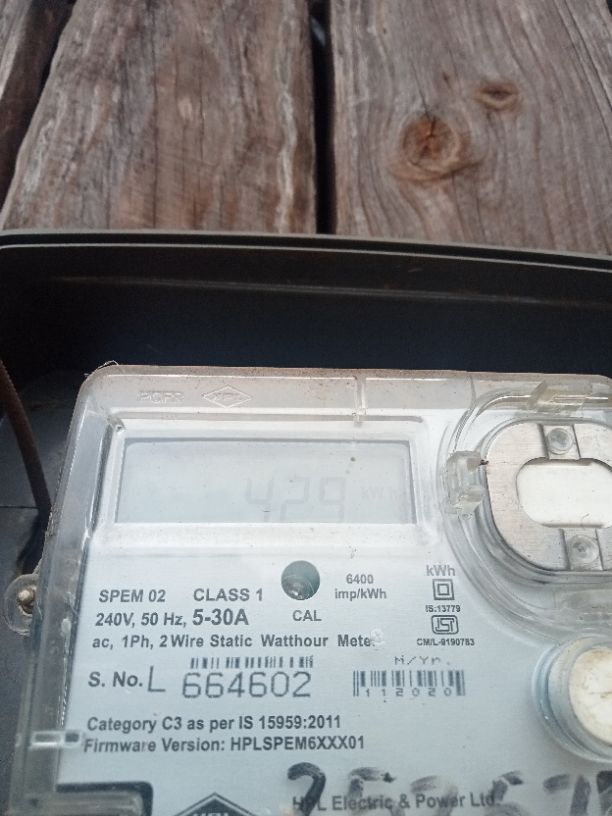 429 kW
SPEM 02 CLASS 1
6400
imp/kWh
kWh
240V, 50 Hz, 5-30A
CAL
IS:13779
CM/L-9190783
ac, 1Ph, 2 Wire Static Watthour Meter
M/Yr.
S. No. L 664602
112020
Category C3 as per IS 15959:2011
Firmware Version: HPLSPEM6XXX01
HPL Electric & Power Ltd.